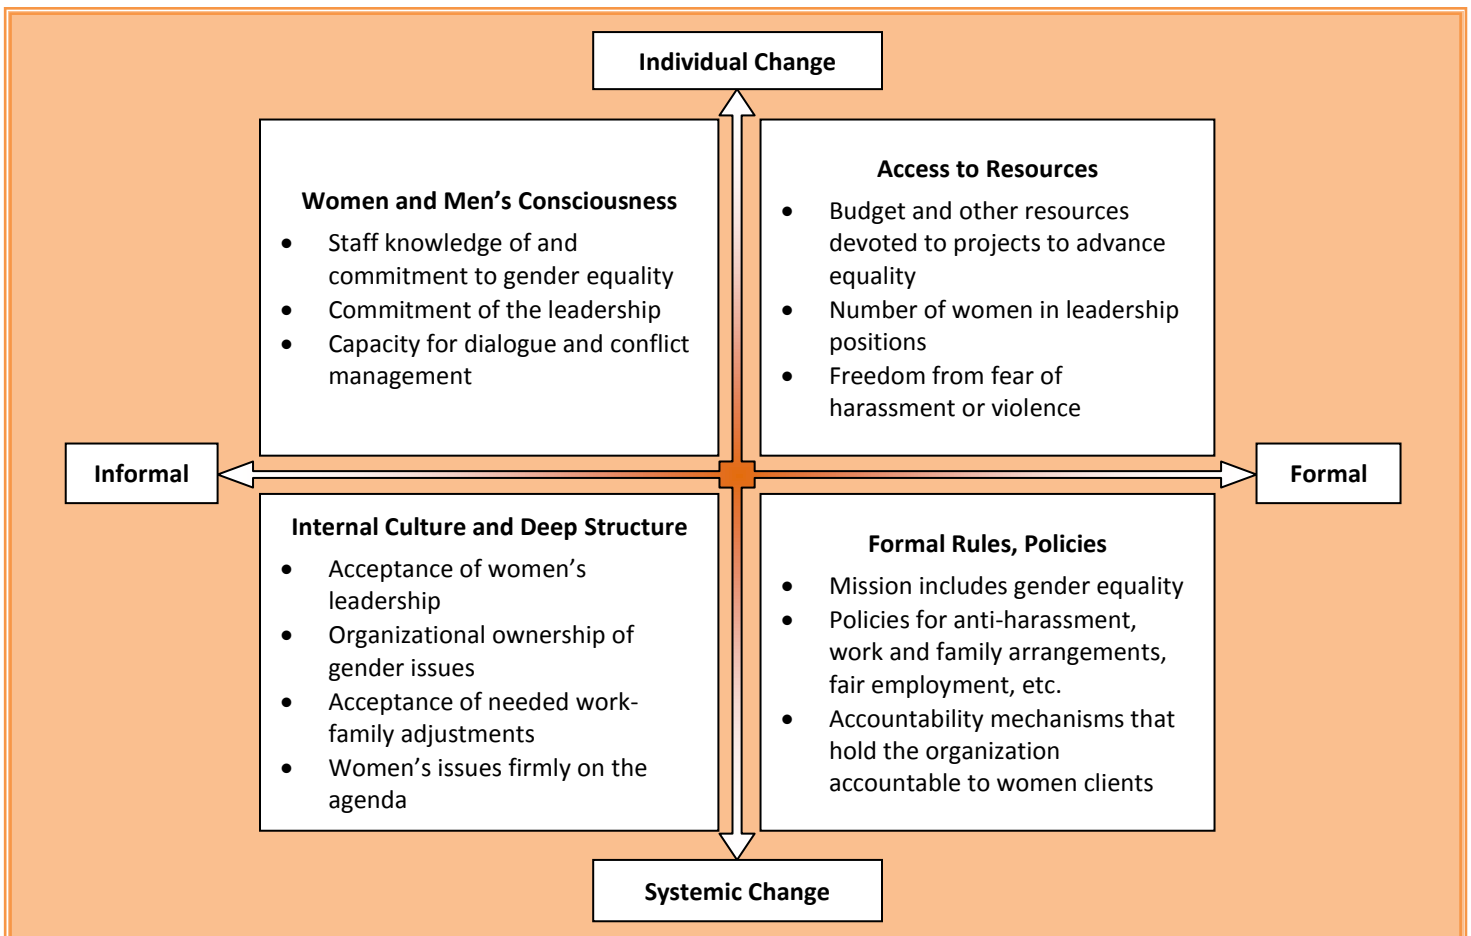 Individual Change
Women and Men’s Consciousness
• Staff knowledge of and
commitment to gender equality
• Commitment of the leadership
• Capacity for dialogue and conflict
management
Access to Resources
• Budget and other resources
devoted to projects to advance
equality
• Number of women in leadership
positions
• Freedom from fear of
harassment or violence
Informal
Formal
Internal Culture and Deep Structure
• Acceptance of women’s
leadership
• Organizational ownership of
gender issues
• Acceptance of needed work-
family adjustments
• Women’s issues firmly on the
agenda
Formal Rules, Policies
• Mission includes gender equality
• Policies for anti-harassment,
work and family arrangements,
fair employment, etc.
• Accountability mechanisms that
hold the organization
accountable to women clients
Systemic Change